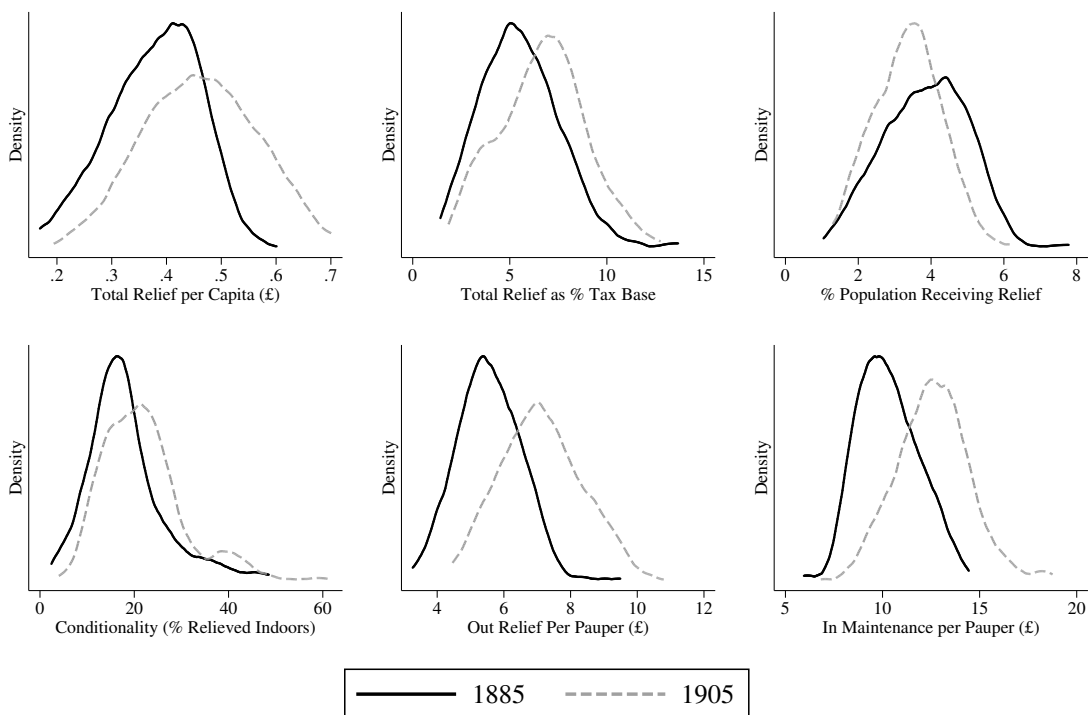 Density
.2 .3 .4 .5 .6 .7
Total Relief per Capita (£)
Density
0 5 10 15
Total Relief as % Tax Base
Density
0 2 4 6 8
% Population Receiving Relief
Density
0 20 40 60
Conditionality (% Relieved Indoors)
Density
4 6 8 10 12
Out Relief Per Pauper (£)
Density
5 10 15 20
In Maintenance per Pauper (£)
1885 1905